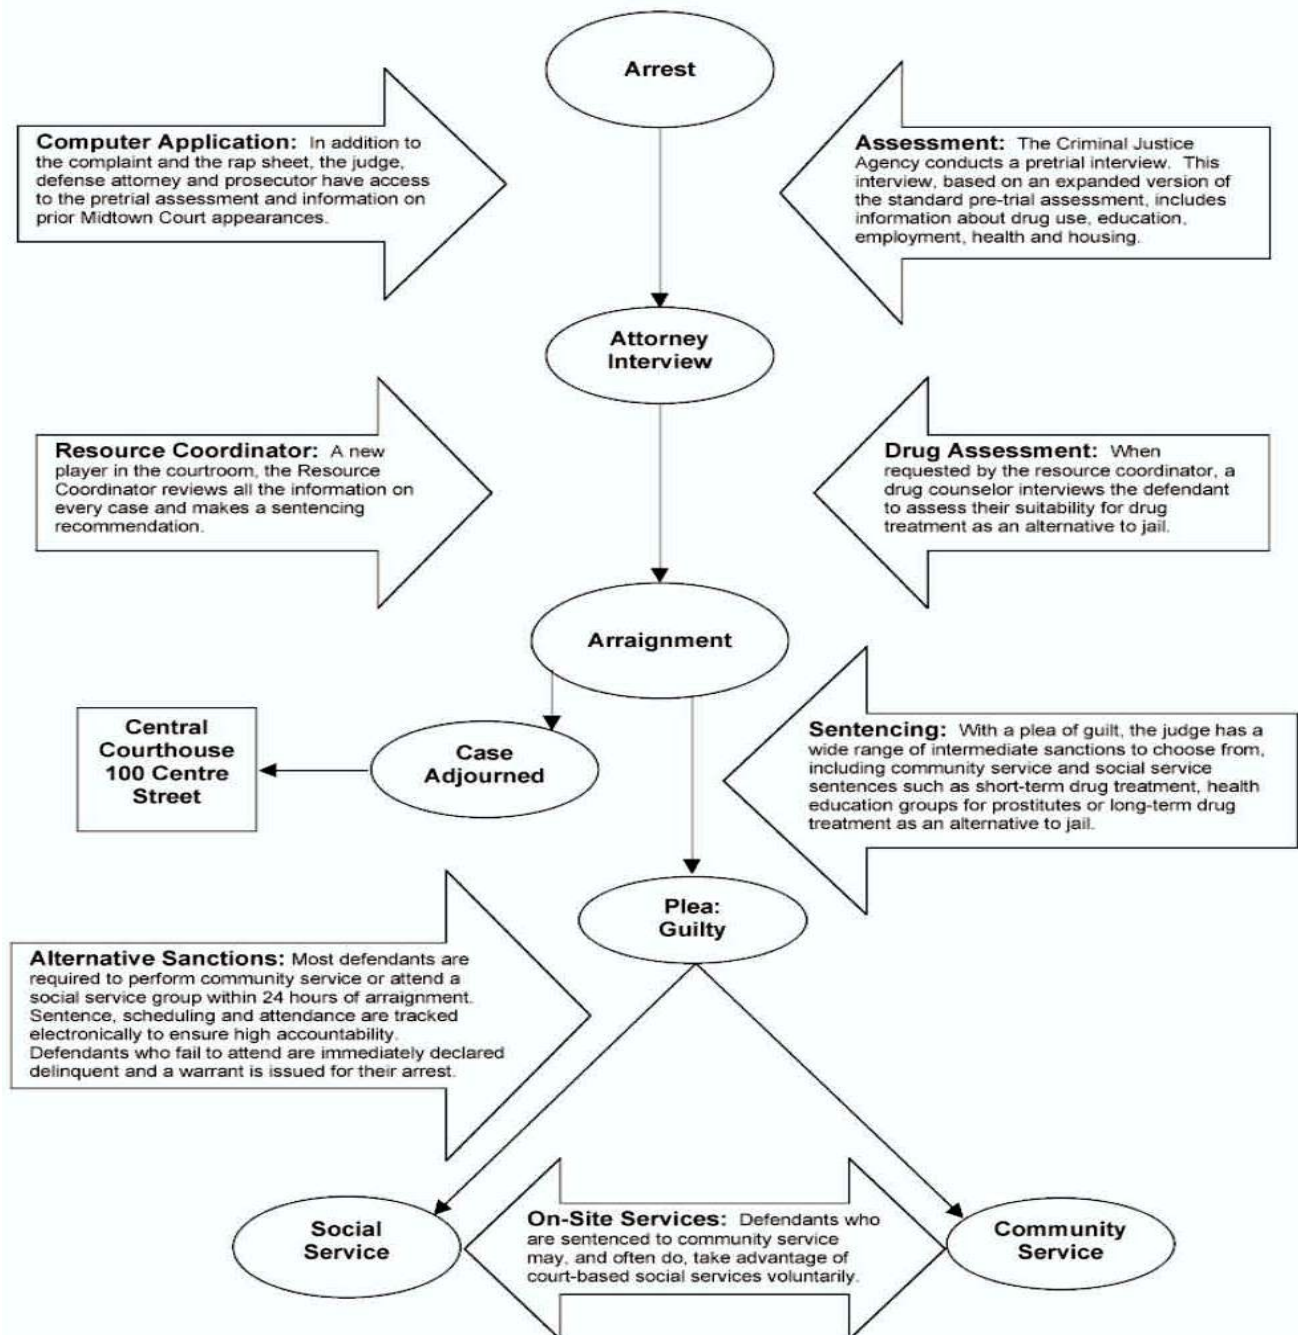 Arrest
Computer Application: In addition to
the complaint and the rap sheet, the judge,
defense attorney and prosecutor have access
to the pretrial assessment and information on
prior Midtown Court appearances.
Assessment: The Criminal Justice
Agency conducts a pretrial interview. This
interview, based on an expanded version of
the standard pre-trial assessment, includes
information about drug use, education,
employment, health and housing.
Attorney
Interview
Resource Coordinator: A new
player in the courtroom, the Resource
Coordinator reviews all the information on
every case and makes a sentencing
recommendation.
Drug Assessment: When
requested by the resource coordinator, a
drug counselor interviews the defendant
to assess their suitability for drug
treatment as an alternative to jail.
Arraignment
Central
Courthouse
100 Centre
Street
Case
Adjourned
Sentencing: With a plea of guilt, the judge has a
wide range of intermediate sanctions to choose from,
including community service and social service
sentences such as short-term drug treatment, health
education groups for prostitutes or long-term drug
treatment as an alternative to jail.
Plea:
Guilty
Alternative Sanctions: Most defendants are
required to perform community service or attend a
social service group within 24 hours of arraignment.
Sentence, scheduling and attendance are tracked
electronically to ensure high accountability.
Defendants who fail to attend are immediately declared
delinquent and a warrant is issued for their arrest.
Social
Service
On-Site Services: Defendants who
are sentenced to community service
may, and often do, take advantage of
court-based social services voluntarily.
Community
Service